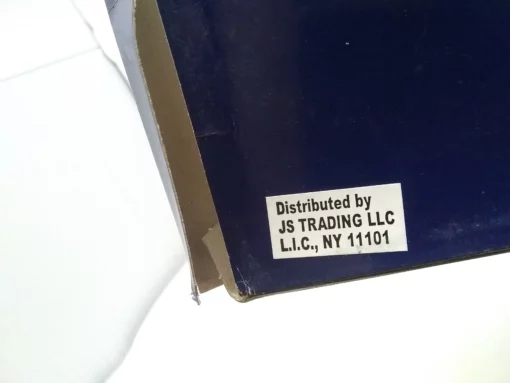 Distributed by
JS TRADING LLC
L.I.C., NY 11101